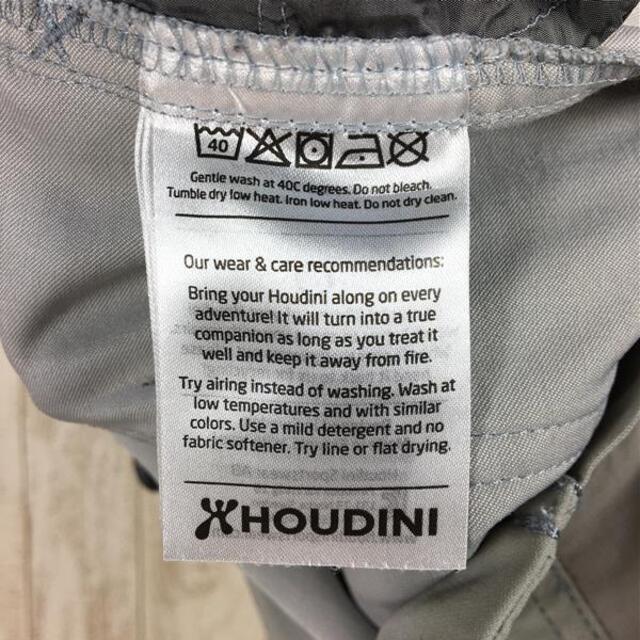 40
Gentle wash at 40C degrees. Do not bleach.
Tumble dry low heat. Iron low heat. Do not dry clean.
Our wear & care recommendations:
Bring your Houdini along on every
adventure! It will turn into a true
companion as long as you treat it
well and keep it away from fire.
Try airing instead of washing. Wash at
low temperatures and with similar
colors. Use a mild detergent and no
fabric softener. Try line or flat drying.
HOUDINI